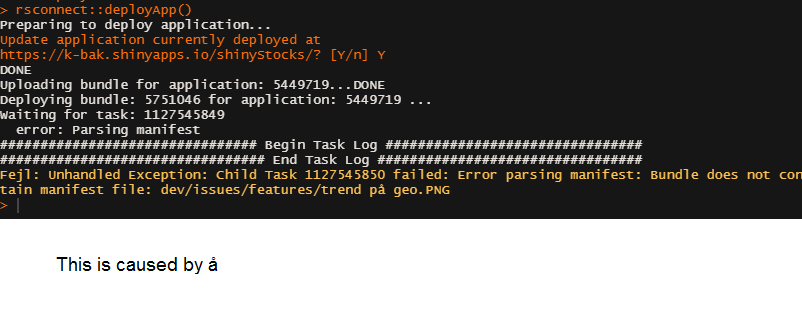 > rsconnect::deployApp()
Preparing to deploy application...
Update application currently deployed at
https://k-bak.shinyapps.io/shinyStocks/? [Y/n] Y
DONE
Uploading bundle for application: 5449719...DONE
Deploying bundle: 5751046 for application: 5449719 ...
Waiting for task: 1127545849
  error: Parsing manifest
################################ Begin Task Log ################################
################################# End Task Log #################################
Fejl: Unhandled Exception: Child Task 1127545850 failed: Error parsing manifest: Bundle does not con
tain manifest file: dev/issues/features/trend på geo.PNG
>
This is caused by å